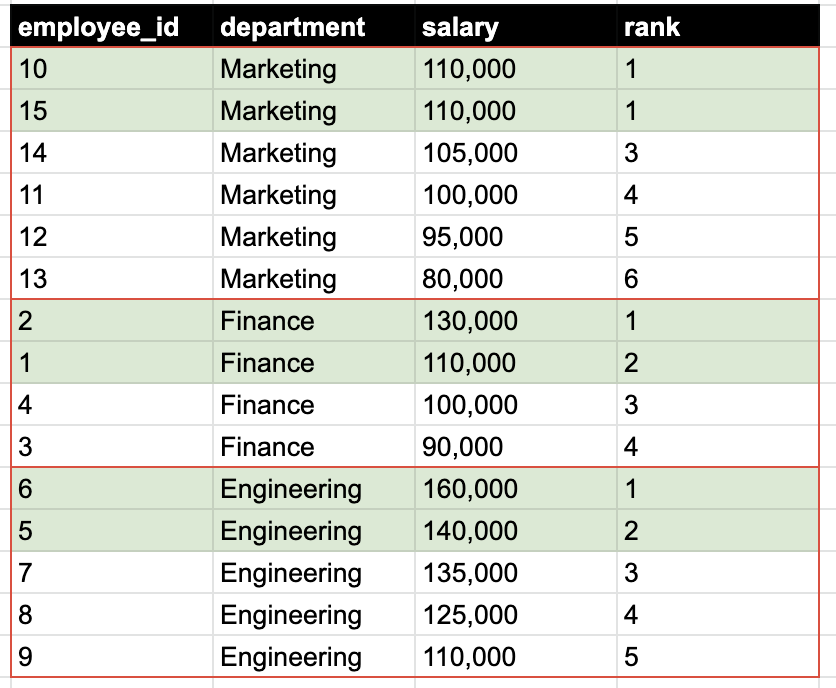 employee_id department salary rank
10 Marketing 110,000 1
15 Marketing 110,000 1
14 Marketing 105,000 3
11 Marketing 100,000 4
12 Marketing 95,000 5
13 Marketing 80,000 6
2 Finance 130,000 1
1 Finance 110,000 2
4 Finance 100,000 3
3 Finance 90,000 4
6 Engineering 160,000 1
5 Engineering 140,000 2
7 Engineering 135,000 3
8 Engineering 125,000 4
9 Engineering 110,000 5